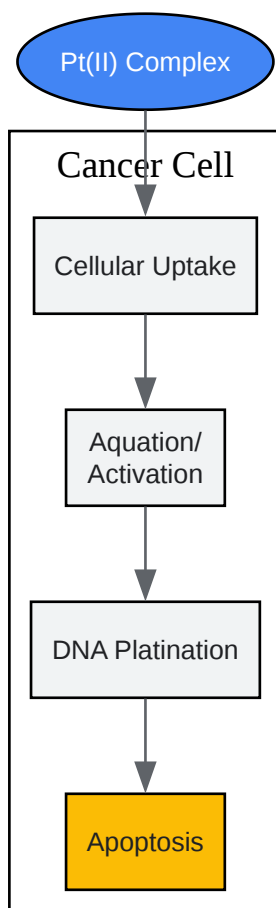 Pt(II) Complex
Cancer Cell
Cellular Uptake
Aquation/
Activation
DNA Platination
Apoptosis